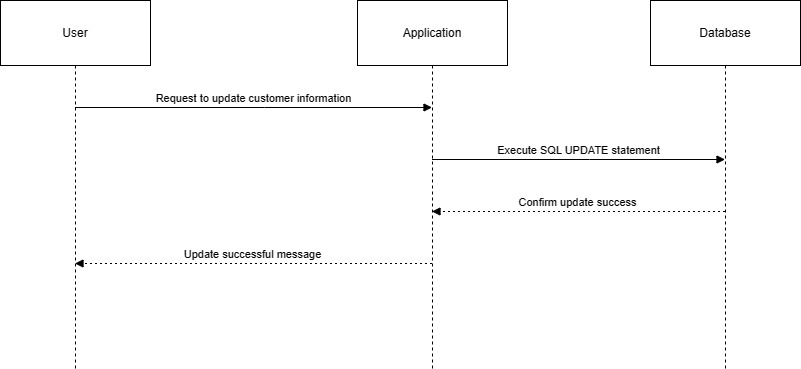 User
Application
Database
Request to update customer information
Execute SQL UPDATE statement
Confirm update success
Update successful message